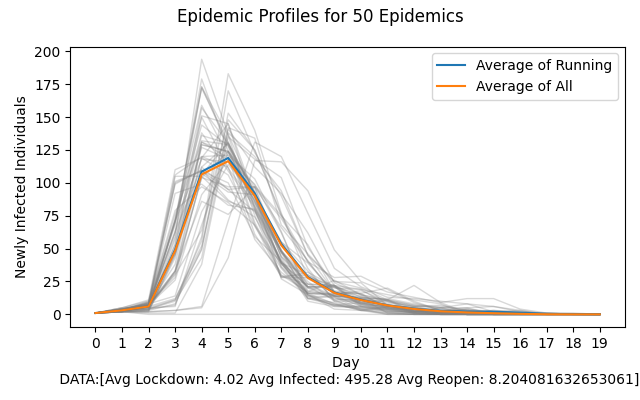 Epidemic Profiles for 50 Epidemics
200
175
150
125
100
75
50
25
0
Newly Infected Individuals
Average of Running
Average of All
0 1 2 3 4 5 6 7 8 9 10 11 12 13 14 15 16 17 18 19
Day
DATA:[Avg Lockdown: 4.02 Avg Infected: 495.28 Avg Reopen: 8.204081632653061]